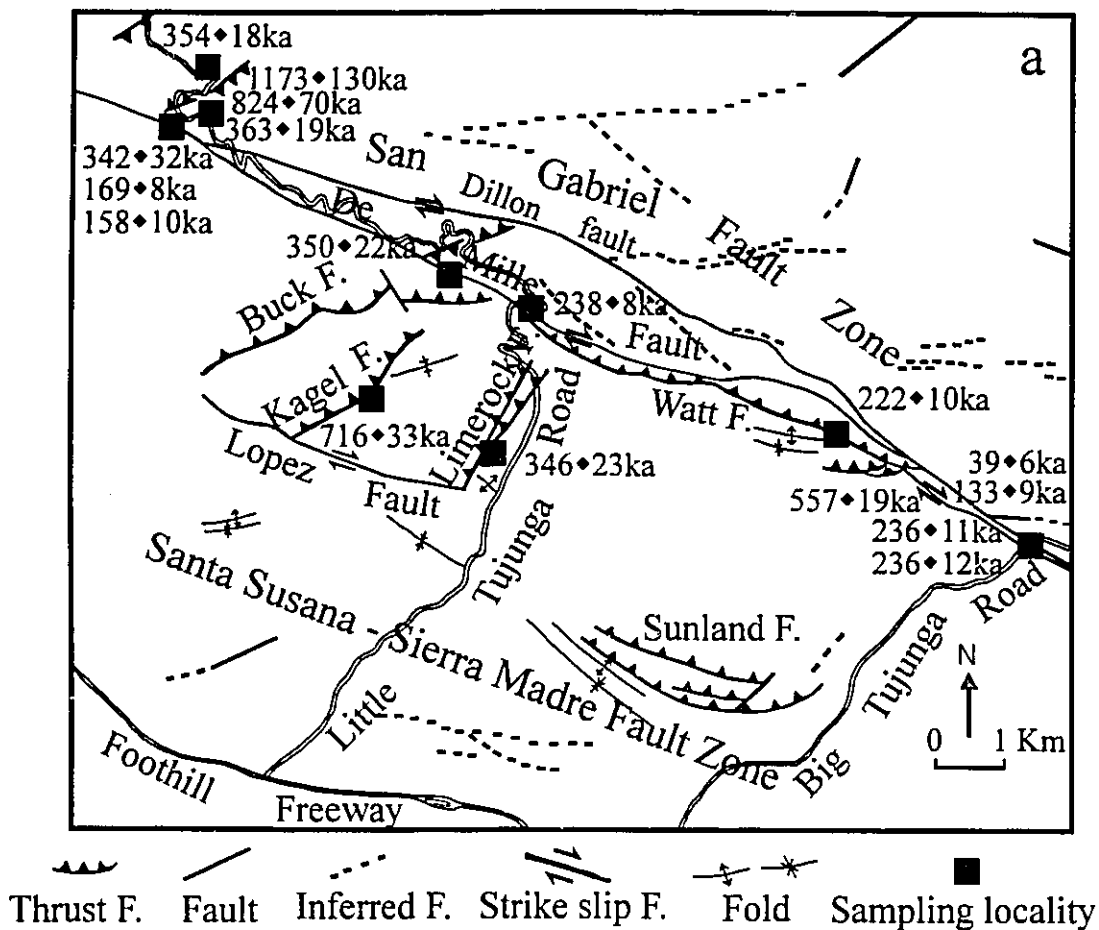 a
354◆18ka
1173◆130ka
824◆70ka
363◆19ka
342◆32ka
169◆8ka
158◆10ka
San Gabriel Fault Zone
Dillon fault
De Mille Fault
350◆22ka
238◆8ka
Buck F.
Kagel F.
716◆33ka
Lopez Fault
Limerock
346◆23ka
Watt F.
222◆10ka
557◆19ka
39◆6ka
133◆9ka
236◆11ka
236◆12ka
Little Tujunga Road
Big Tujunga Road
Sunland F.
Santa Susana - Sierra Madre Fault Zone
Foothill Freeway
N
0 1 Km
Thrust F. Fault Inferred F. Strike slip F. Fold Sampling locality